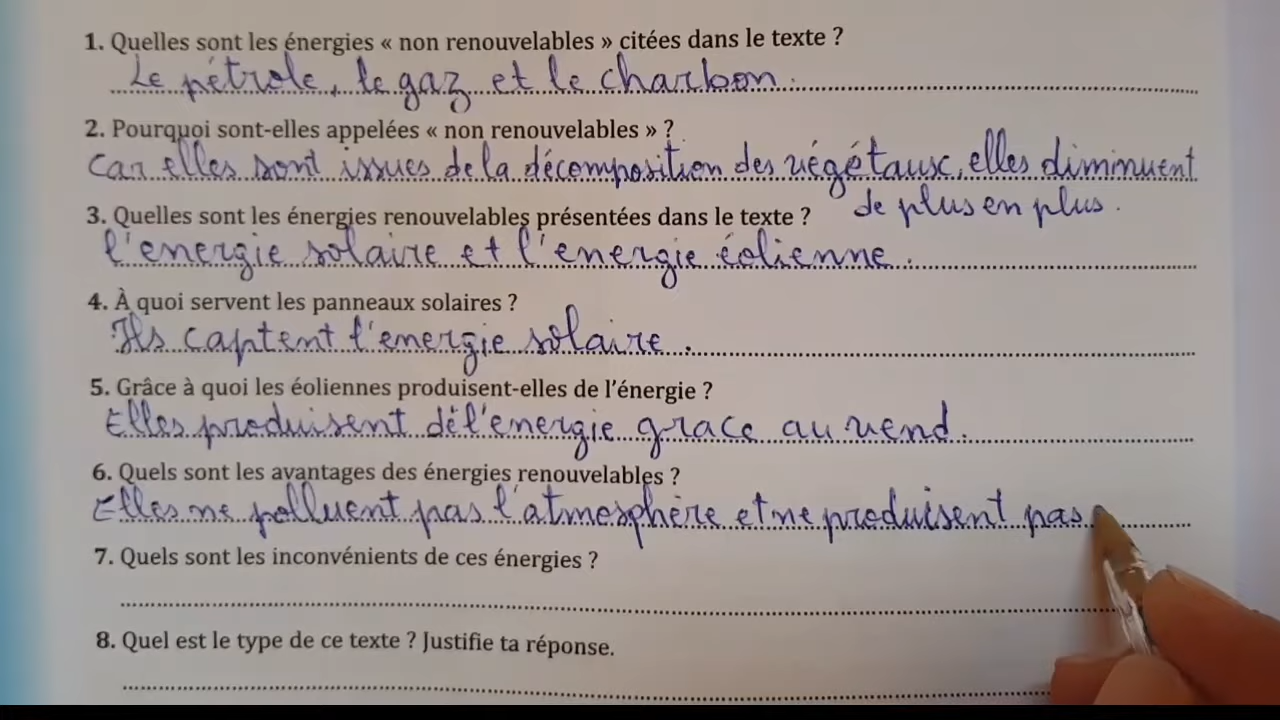 1. Quelles sont les énergies « non renouvelables » citées dans le texte ?
Le pétrole, le gaz et le charbon.
2. Pourquoi sont-elles appelées « non renouvelables » ?
Car elles sont issues de la décomposition des végétaux, elles diminuent
de plus en plus.
3. Quelles sont les énergies renouvelables présentées dans le texte ?
l'energie solaire et l'energie éolienne.
4. À quoi servent les panneaux solaires ?
Ils captent l'energie solaire.
5. Grâce à quoi les éoliennes produisent-elles de l'énergie ?
Elles produisent de l'energie grace au vend.
6. Quels sont les avantages des énergies renouvelables ?
Elles ne polluent pas l'atmosphère et ne produisent pas
7. Quels sont les inconvénients de ces énergies ?
8. Quel est le type de ce texte ? Justifie ta réponse.